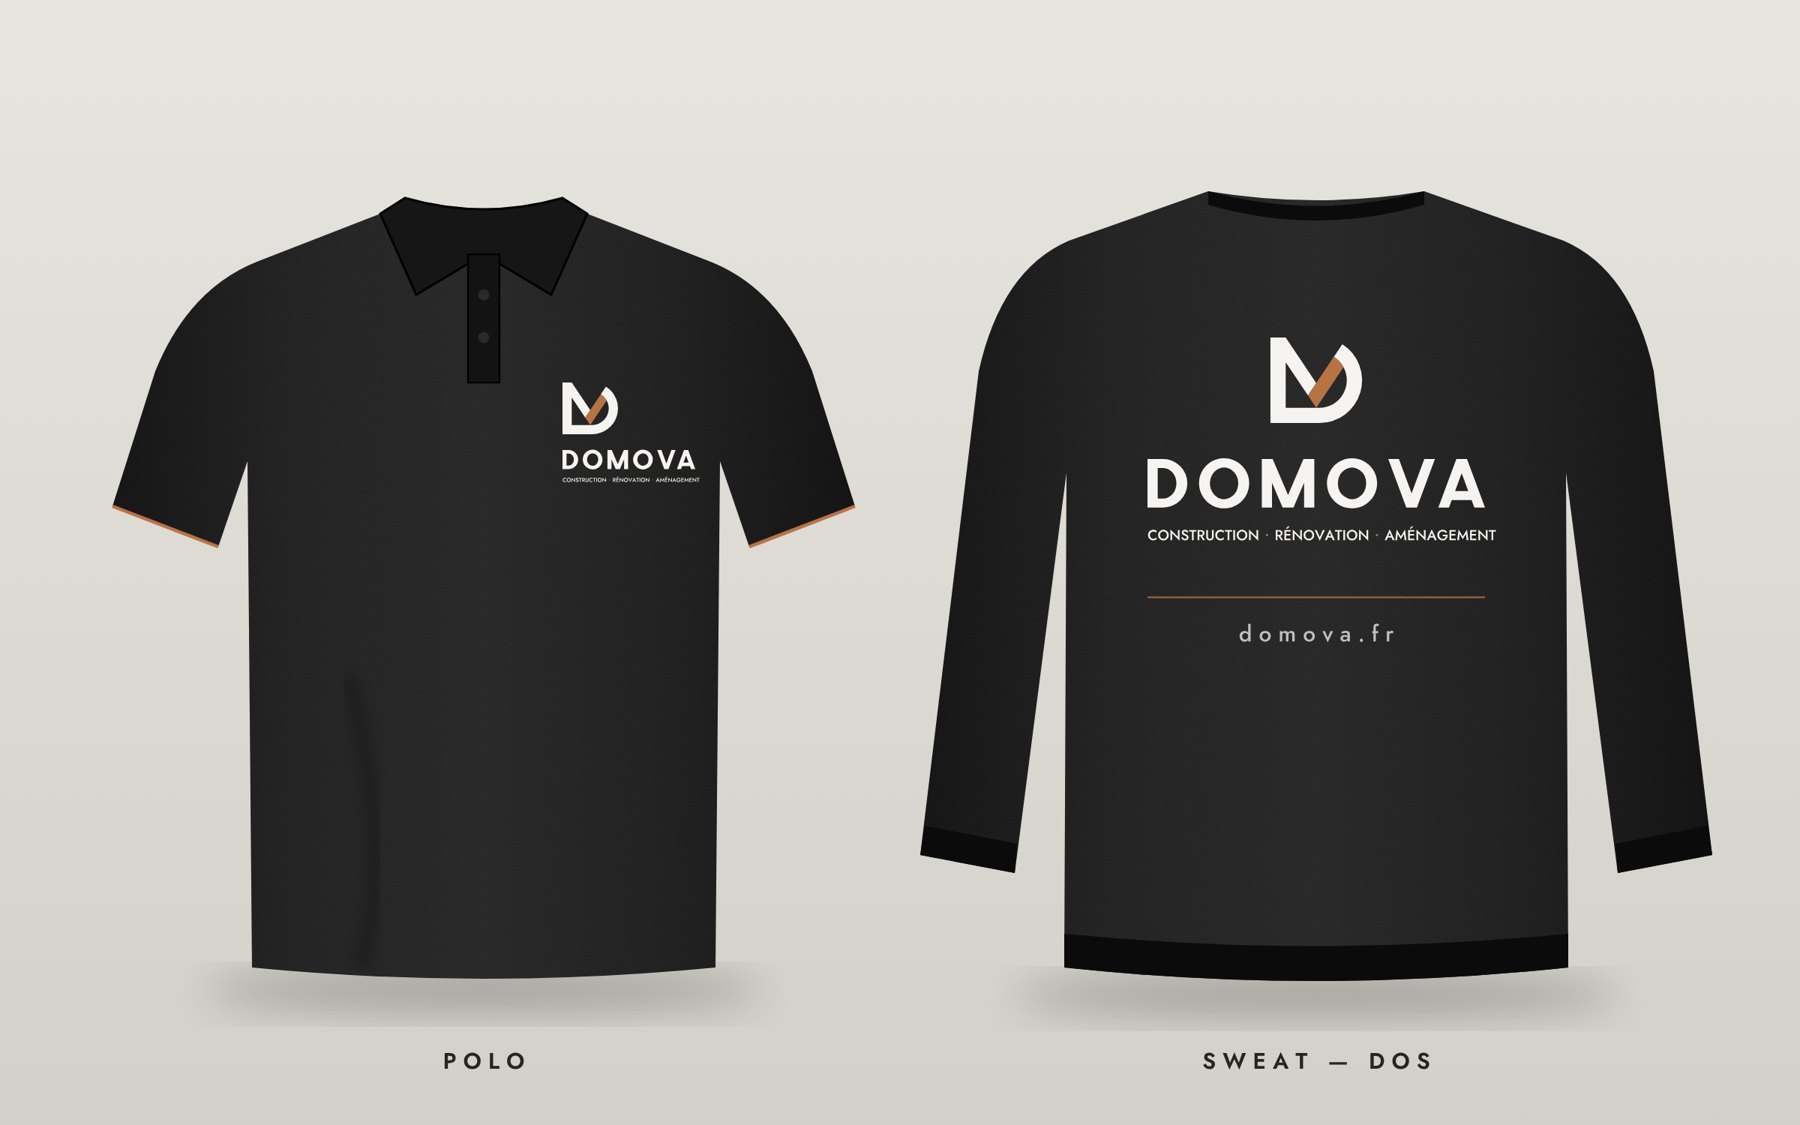 DOMOVA
CONSTRUCTION · RÉNOVATION · AMÉNAGEMENT
POLO
DOMOVA
CONSTRUCTION · RÉNOVATION · AMÉNAGEMENT
domova.fr
SWEAT — DOS